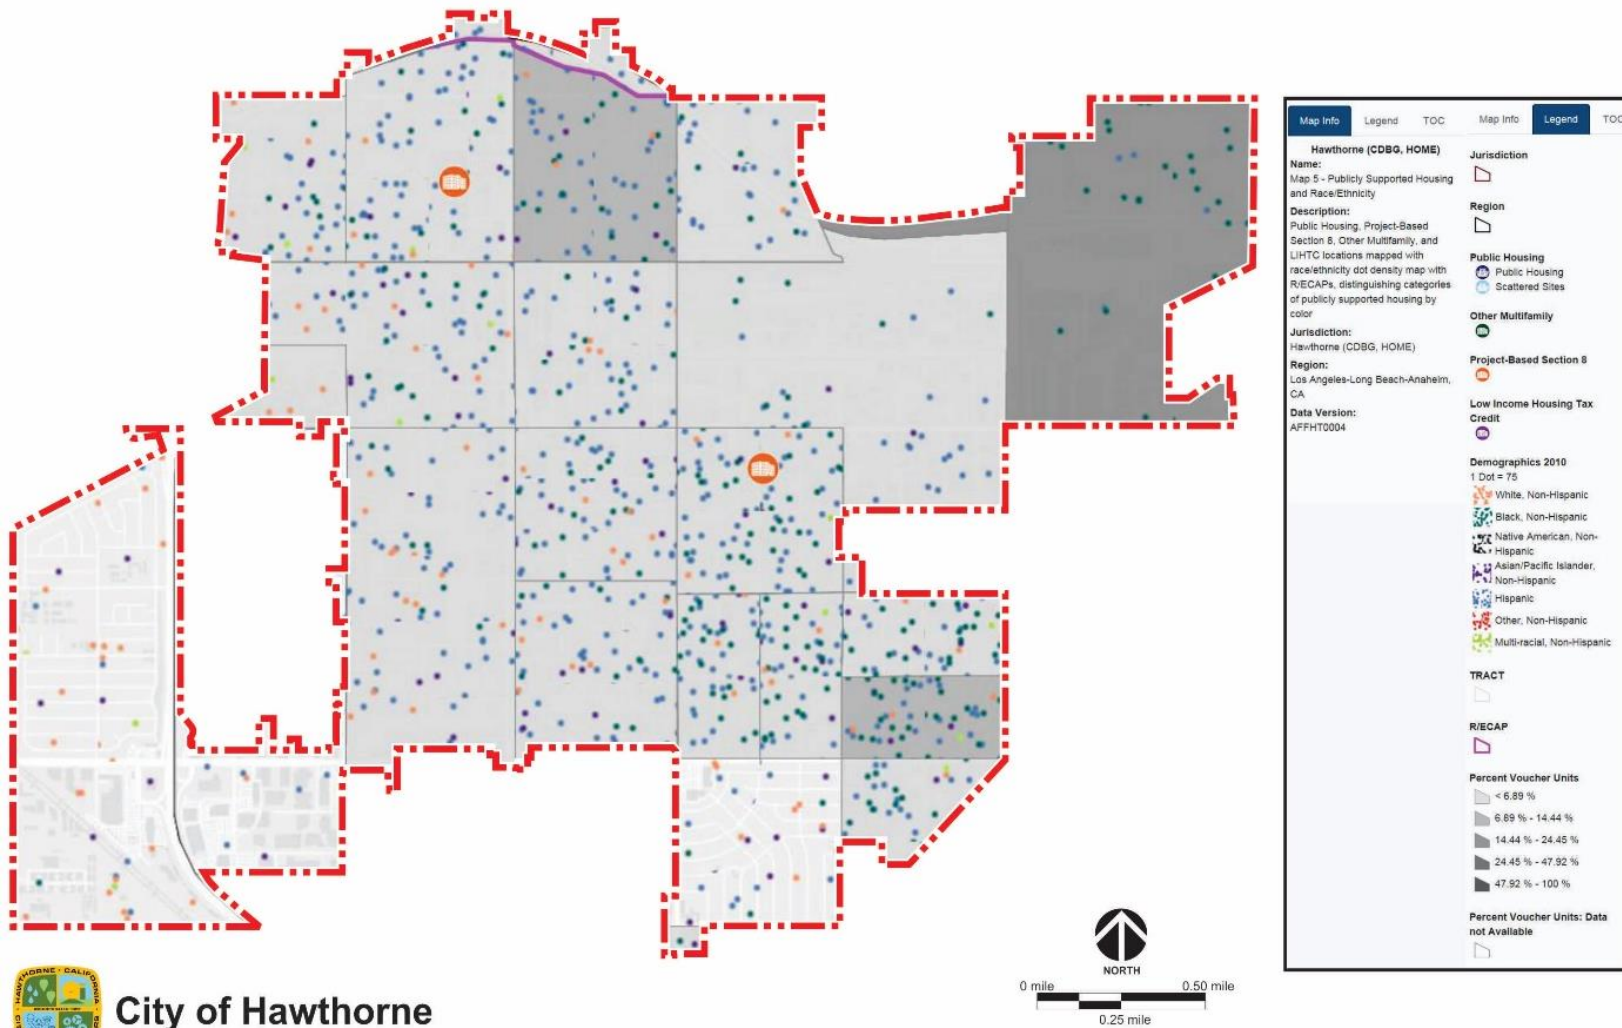 Map Info Legend TOC
Hawthorne (CDBG, HOME)
Name:
Map 5 - Publicly Supported Housing
and Race/Ethnicity
Description:
Public Housing, Project-Based
Section 8, Other Multifamily, and
LIHTC locations mapped with
race/ethnicity dot density map with
R/ECAPs, distinguishing categories
of publicly supported housing by
color
Jurisdiction:
Hawthorne (CDBG, HOME)
Region:
Los Angeles-Long Beach-Anaheim,
CA
Data Version:
AFFHT0004
Map Info Legend TOC
Jurisdiction
Region
Public Housing
Public Housing
Scattered Sites
Other Multifamily
Project-Based Section 8
Low Income Housing Tax
Credit
Demographics 2010
1 Dot = 75
White, Non-Hispanic
Black, Non-Hispanic
Native American, Non-
Hispanic
Asian/Pacific Islander,
Non-Hispanic
Hispanic
Other, Non-Hispanic
Multi-racial, Non-Hispanic
TRACT
R/ECAP
Percent Voucher Units
< 6.89 %
6.89 % - 14.44 %
14.44 % - 24.45 %
24.45 % - 47.92 %
47.92 % - 100 %
Percent Voucher Units: Data
not Available
NORTH
0 mile 0.50 mile
0.25 mile
HAWTHORNE · CALIFORNIA
City of Hawthorne